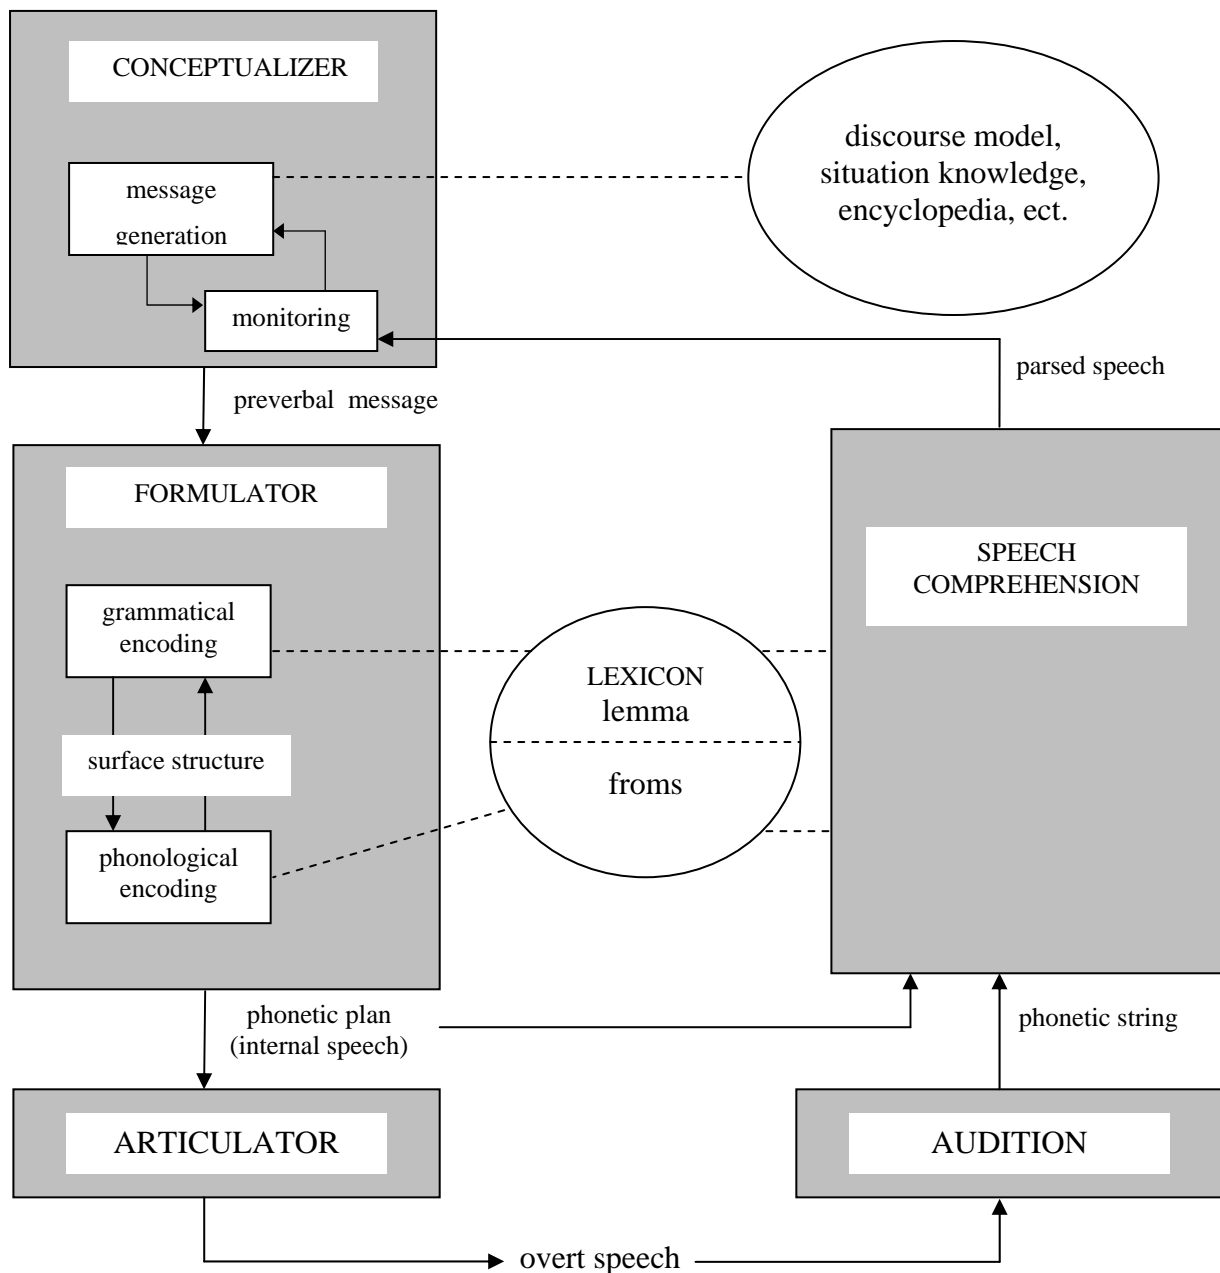 CONCEPTUALIZER
message
generation
monitoring
discourse model,
situation knowledge,
encyclopedia, ect.
parsed speech
preverbal message
FORMULATOR
grammatical
encoding
surface structure
phonological
encoding
LEXICON
lemma
froms
SPEECH
COMPREHENSION
phonetic plan
(internal speech)
phonetic string
ARTICULATOR
AUDITION
overt speech